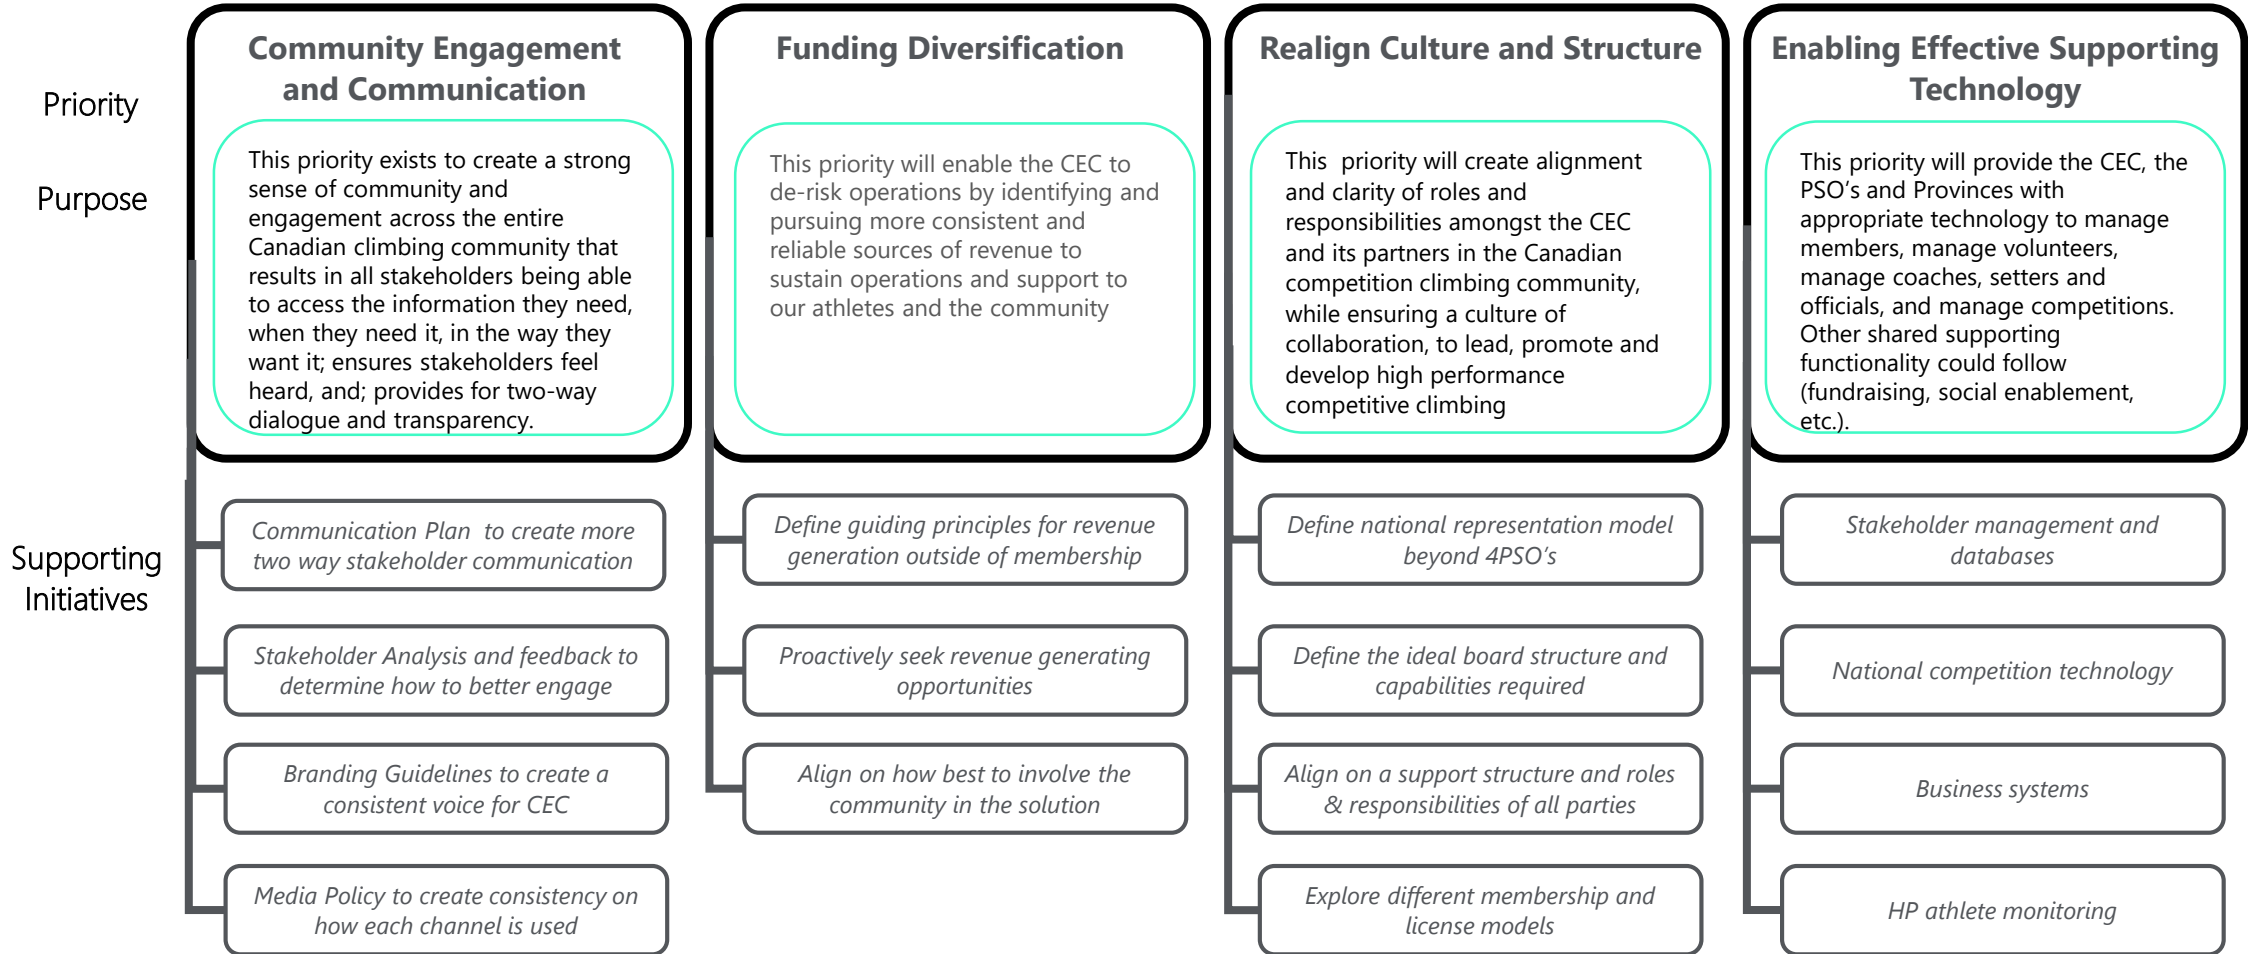 Priority
Purpose
Supporting
Initiatives
Community Engagement
and Communication
This priority exists to create a strong
sense of community and
engagement across the entire
Canadian climbing community that
results in all stakeholders being able
to access the information they need,
when they need it, in the way they
want it; ensures stakeholders feel
heard, and; provides for two-way
dialogue and transparency.
Communication Plan  to create more
two way stakeholder communication
Stakeholder Analysis and feedback to
determine how to better engage
Branding Guidelines to create a
consistent voice for CEC
Media Policy to create consistency on
how each channel is used
Funding Diversification
This priority will enable the CEC to
de-risk operations by identifying and
pursuing more consistent and
reliable sources of revenue to
sustain operations and support to
our athletes and the community
Define guiding principles for revenue
generation outside of membership
Proactively seek revenue generating
opportunities
Align on how best to involve the
community in the solution
Realign Culture and Structure
This  priority will create alignment
and clarity of roles and
responsibilities amongst the CEC
and its partners in the Canadian
competition climbing community,
while ensuring a culture of
collaboration, to lead, promote and
develop high performance
competitive climbing
Define national representation model
beyond 4PSO's
Define the ideal board structure and
capabilities required
Align on a support structure and roles
& responsibilities of all parties
Explore different membership and
license models
Enabling Effective Supporting
Technology
This priority will provide the CEC, the
PSO's and Provinces with
appropriate technology to manage
members, manage volunteers,
manage coaches, setters and
officials, and manage competitions.
Other shared supporting
functionality could follow
(fundraising, social enablement,
etc.).
Stakeholder management and
databases
National competition technology
Business systems
HP athlete monitoring